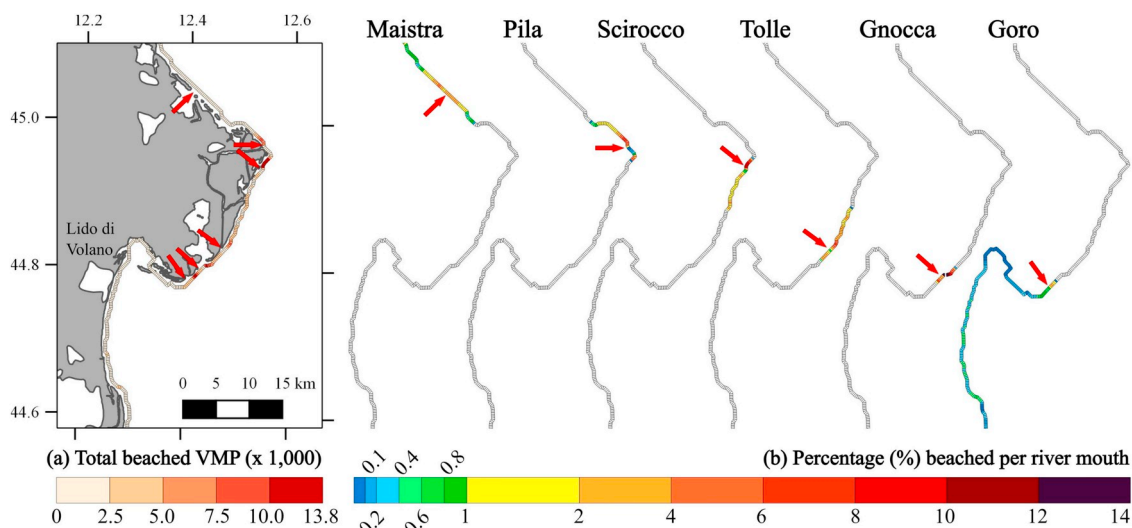 12.2 12.4 12.6
Maistra Pila Scirocco Tolle Gnocca Goro
45.0
Lido di
Volano
44.8
0 5 10 15 km
44.6
(a) Total beached VMP (x 1,000)
(b) Percentage (%) beached per river mouth
0.1 0.4 0.8
0 2.5 5.0 7.5 10.0 13.8
0 0.2 0.6 1 2 4 6 8 10 12 14